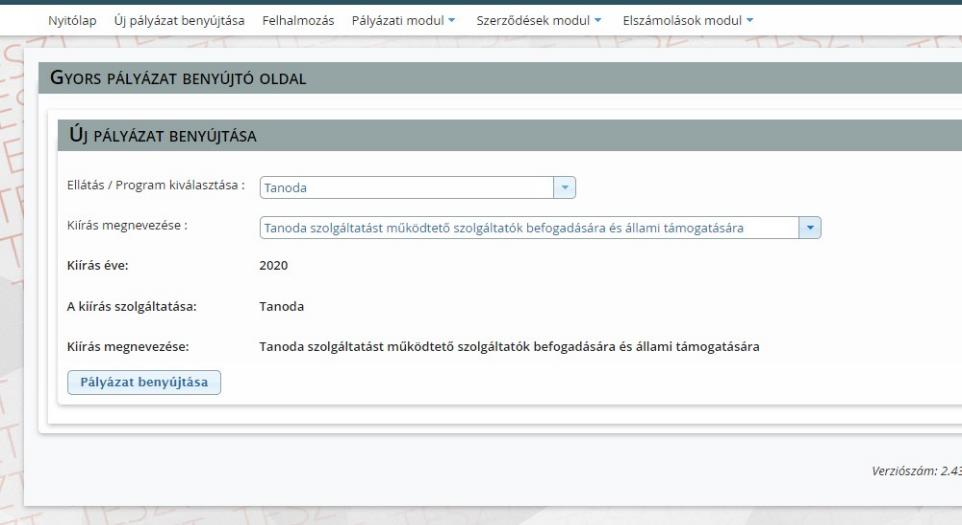 Nyitólap Új pályázat benyújtása Felhalmozás Pályázati modul Szerződések modul Elszámolások modul
Gyors pályázat benyújtó oldal
Új pályázat benyújtása
Ellátás / Program kiválasztása : Tanoda
Kiírás megnevezése : Tanoda szolgáltatást működtető szolgáltatók befogadására és állami támogatására
Kiírás éve: 2020
A kiírás szolgáltatása: Tanoda
Kiírás megnevezése: Tanoda szolgáltatást működtető szolgáltatók befogadására és állami támogatására
Pályázat benyújtása
Verziószám: 2.43